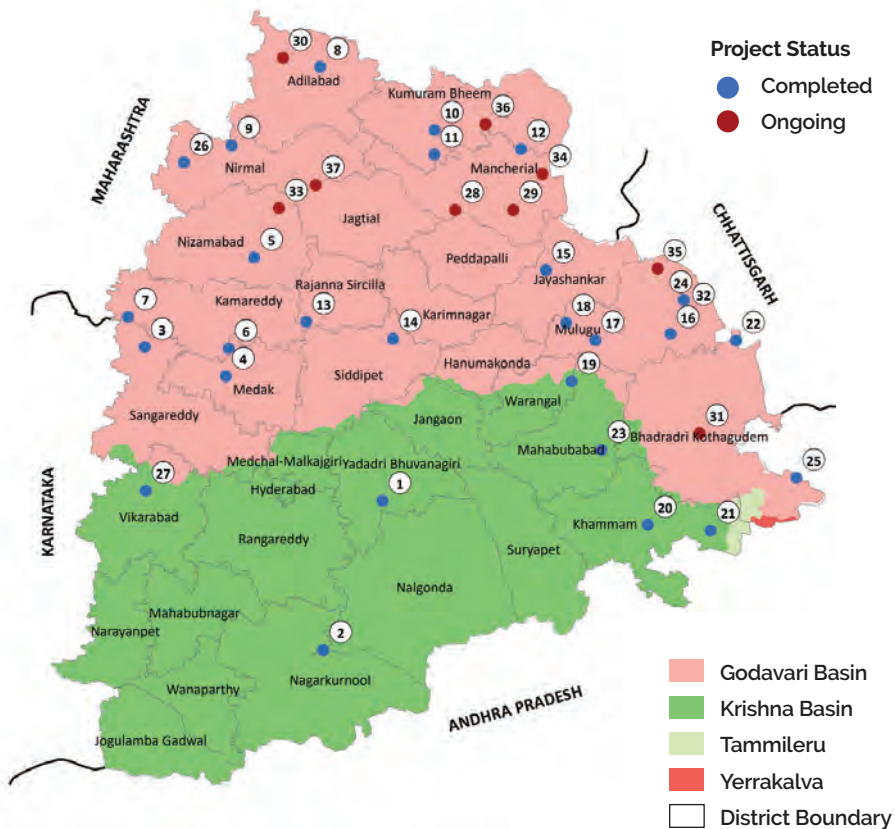 Project Status
Completed
Ongoing
30
8
Adilabad
Kumuram Bheem
10
36
11
12
MAHARASHTRA
26
9
Nirmal
Mancherial
34
37
33
28
29
Jagtial
Nizamabad
5
Peddapalli
15
Jayashankar
35
CHHATTISGARH
24
32
Rajanna Sircilla
7
Kamareddy
13
3
6
14
Karimnagar
18
17
16
22
Mulugu
4
Medak
Siddipet
Hanumakonda
19
Sangareddy
Jangaon
Warangal
31
23
Bhadradri Kothagudem
Mahabubabad
25
Medchal-Malkajgiri
Yadadri Bhuvanagiri
27
Hyderabad
1
KARNATAKA
Vikarabad
20
21
Khammam
Rangareddy
Suryapet
Nalgonda
Mahabubnagar
Narayanpet
2
Nagarkurnool
Wanaparthy
ANDHRA PRADESH
Jogulamba Gadwal
Godavari Basin
Krishna Basin
Tammileru
Yerrakalva
District Boundary